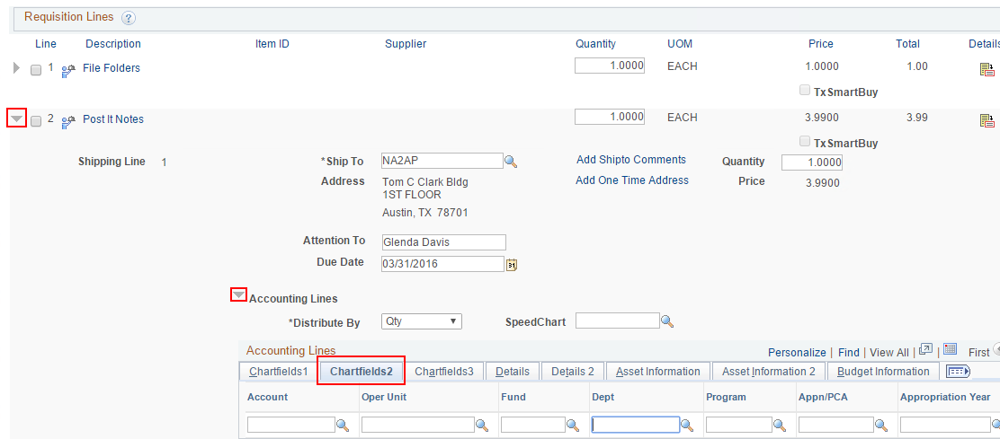 Requisition Lines ?
Line Description Item ID Supplier Quantity UOM Price Total Details
1 File Folders 1.0000 EACH 1.0000 1.00
TxSmartBuy
2 Post It Notes 1.0000 EACH 3.9900 3.99
TxSmartBuy
Shipping Line 1 *Ship To NA2AP Add Shipto Comments Quantity 1.0000
Address Tom C Clark Bldg Add One Time Address Price 3.9900
1ST FLOOR
Austin, TX 78701
Attention To Glenda Davis
Due Date 03/31/2016 31
Accounting Lines
*Distribute By Qty SpeedChart
Accounting Lines Personalize | Find | View All | | First
Chartfields1 Chartfields2 Chartfields3 Details Details 2 Asset Information Asset Information 2 Budget Information
Account Oper Unit Fund Dept Program Appn/PCA Appropriation Year